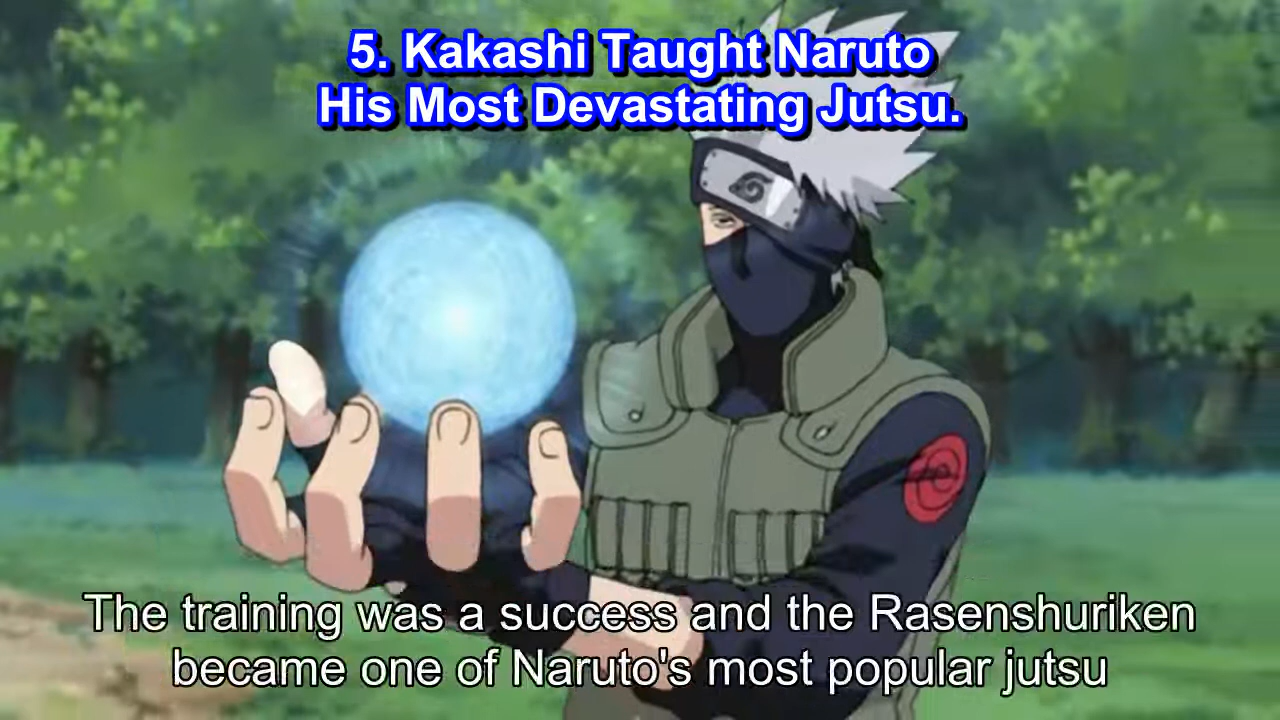 5. Kakashi Taught Naruto
His Most Devastating Jutsu.
The training was a success and the Rasenshuriken
became one of Naruto's most popular jutsu